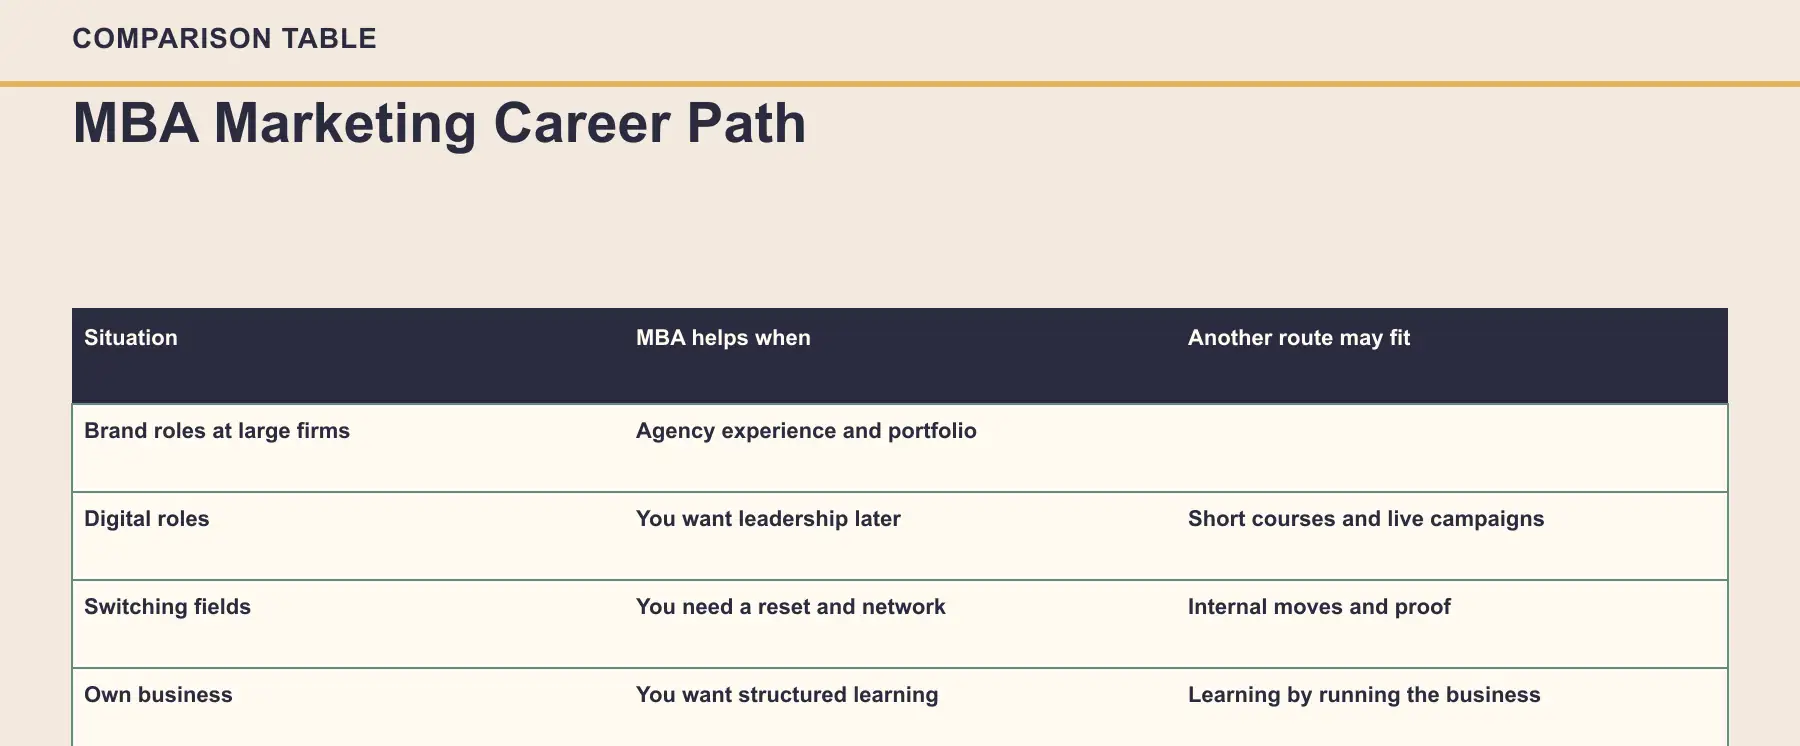 COMPARISON TABLE
MBA Marketing Career Path
Situation MBA helps when Another route may fit
Brand roles at large firms Agency experience and portfolio
Digital roles You want leadership later Short courses and live campaigns
Switching fields You need a reset and network Internal moves and proof
Own business You want structured learning Learning by running the business